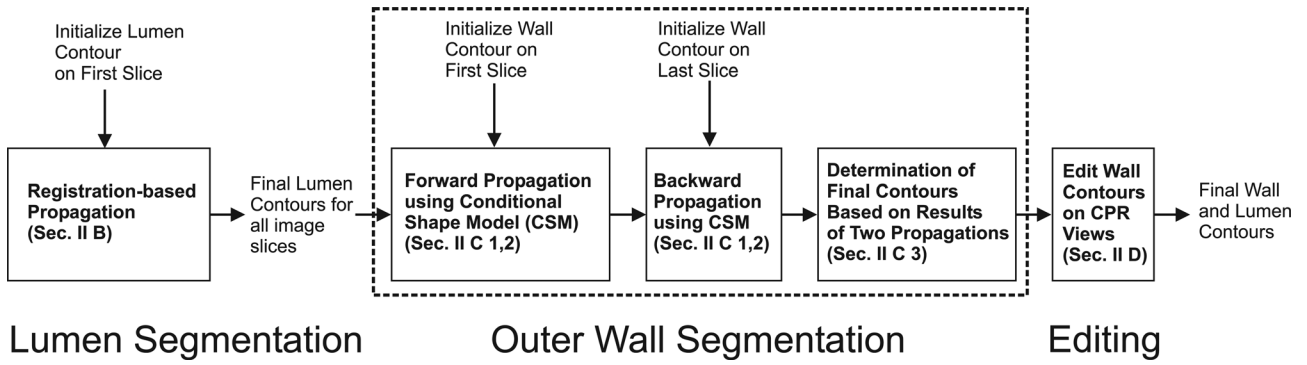 Initialize Lumen
Contour
on First Slice
Initialize Wall
Contour on
First Slice
Initialize Wall
Contour on
Last Slice
Registration-based
Propagation
(Sec. II B)
Final Lumen
Contours for
all image
slices
Forward Propagation
using Conditional
Shape Model (CSM)
(Sec. II C 1,2)
Backward
Propagation
using CSM
(Sec. II C 1,2)
Determination of
Final Contours
Based on Results
of Two Propagations
(Sec. II C 3)
Edit Wall
Contours
on CPR
Views
(Sec. II D)
Final Wall
and Lumen
Contours
Lumen Segmentation
Outer Wall Segmentation
Editing